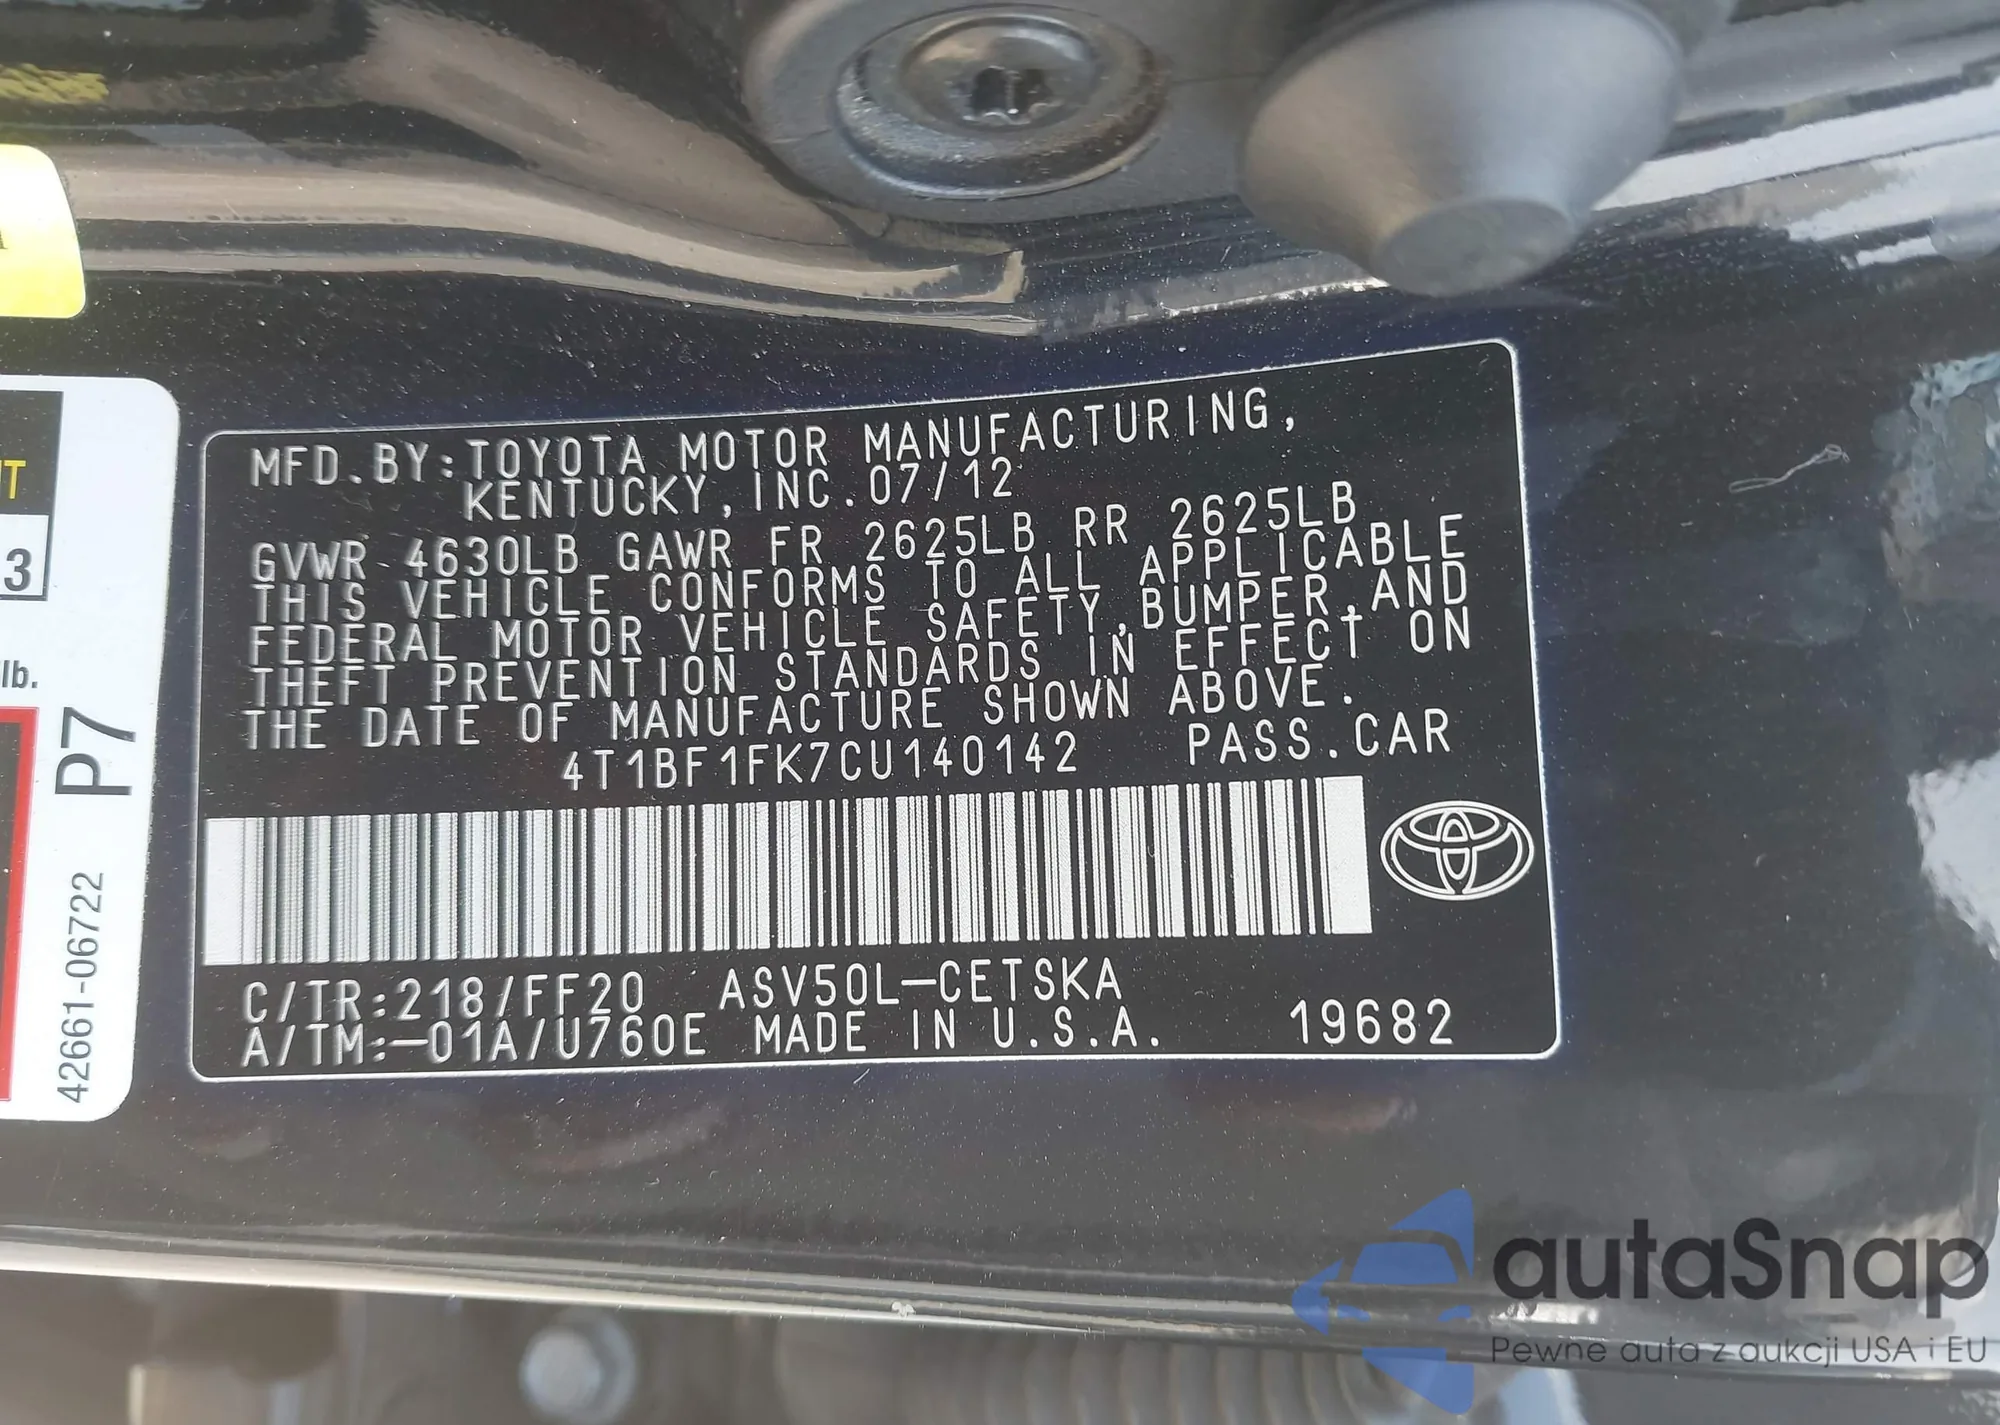 MFD.BY:TOYOTA MOTOR MANUFACTURING,
KENTUCKY,INC.07/12
GVWR 4630LB GAWR FR 2625LB RR 2625LB
THIS VEHICLE CONFORMS TO ALL APPLICABLE
FEDERAL MOTOR VEHICLE SAFETY,BUMPER,AND
THEFT PREVENTION STANDARDS IN EFFECT ON
THE DATE OF MANUFACTURE SHOWN ABOVE.
4T1BF1FK7CU140142 PASS.CAR
C/TR:218/FF20 ASV50L-CETSKA
A/TM:-01A/U760E MADE IN U.S.A. 19682
3
lb.
P7
42661-06722
autaSnap
Pewne auta z aukcji USA i EU